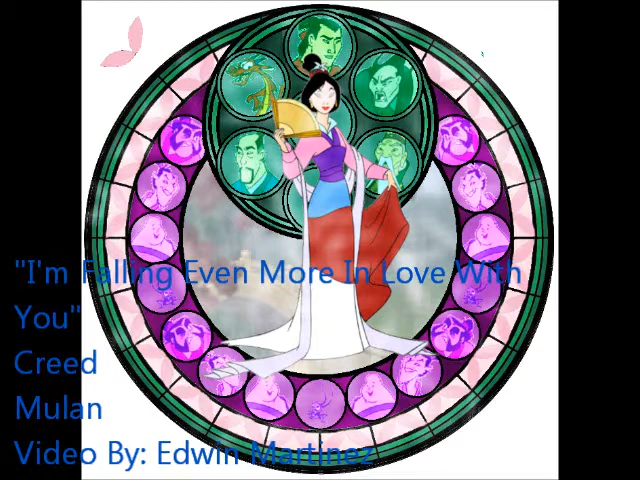 "I'm Falling Even More In Love With
You"
Creed
Mulan
Video By: Edwin Martinez